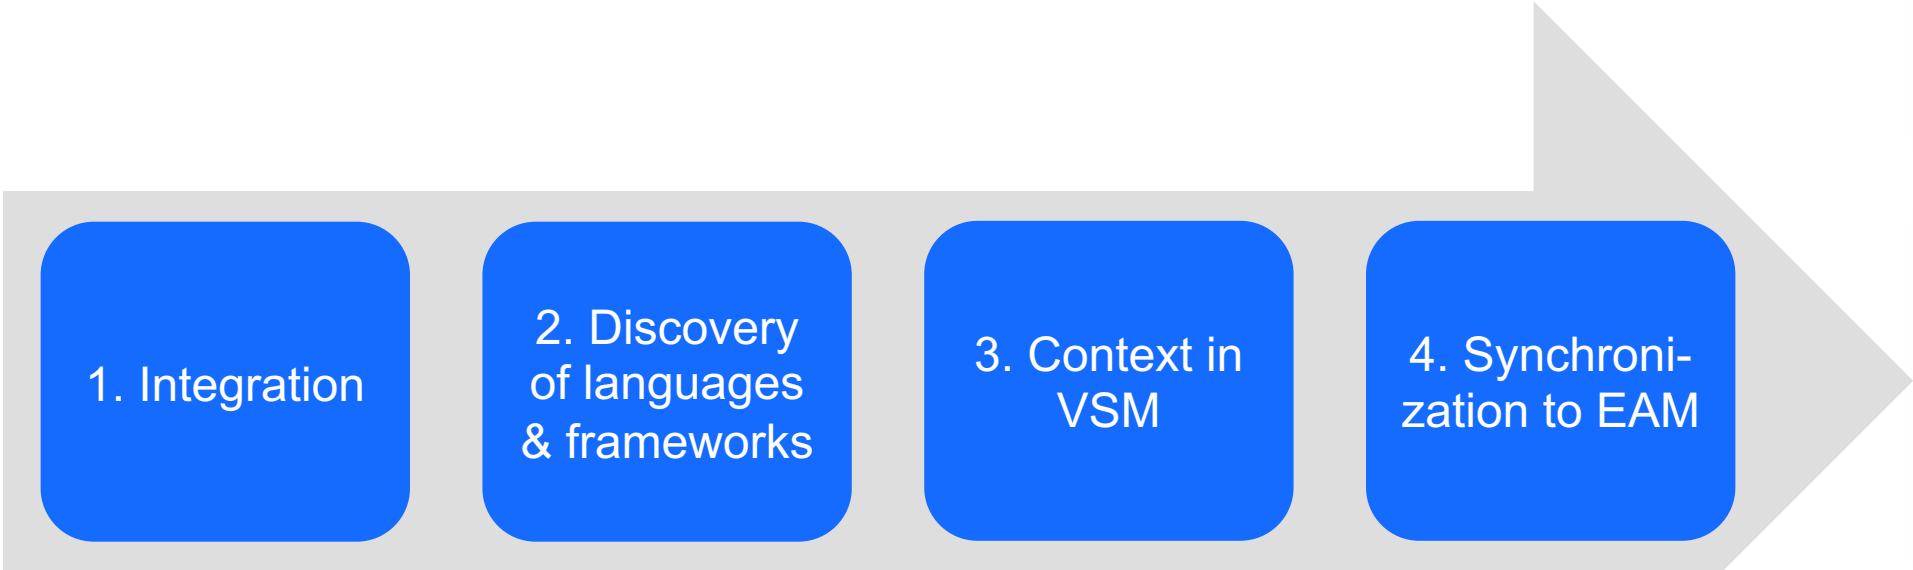 1. Integration
2. Discovery
of languages
& frameworks
3. Context in
VSM
4. Synchroni-
zation to EAM